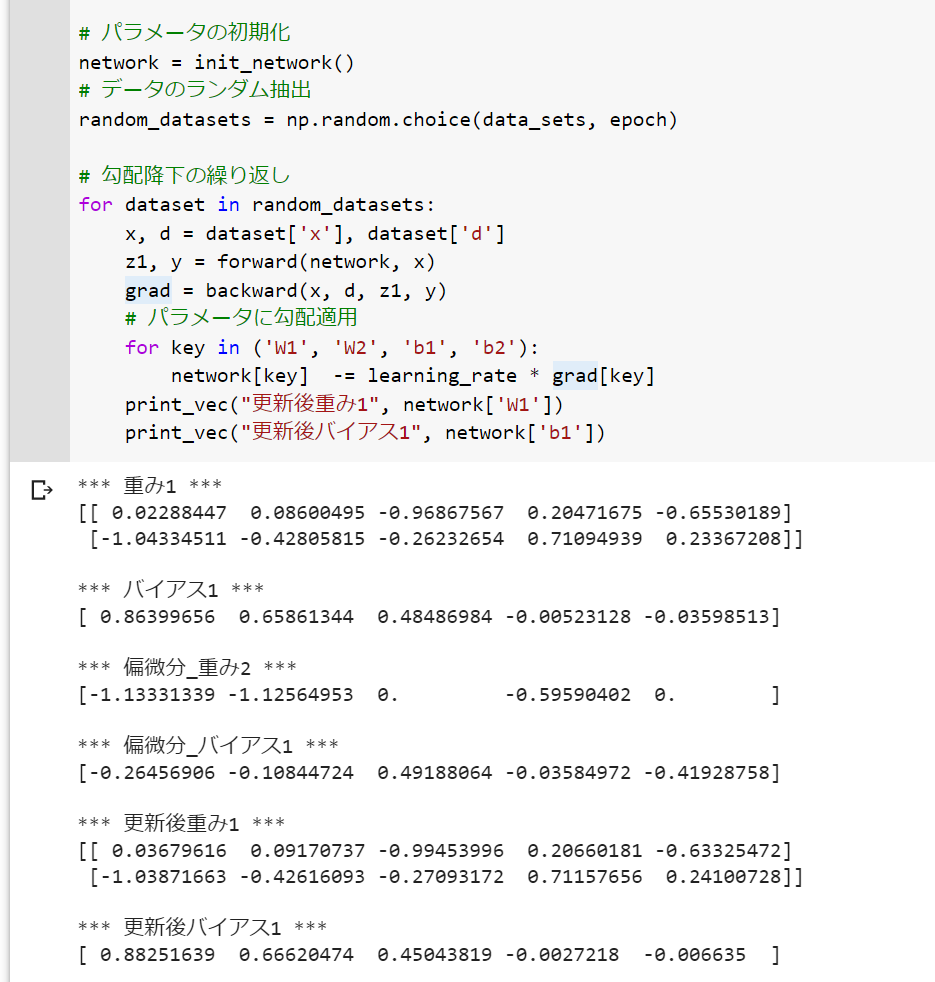 # パラメータの初期化
network = init_network()
# データのランダム抽出
random_datasets = np.random.choice(data_sets, epoch)
# 勾配降下の繰り返し
for dataset in random_datasets:
    x, d = dataset['x'], dataset['d']
    z1, y = forward(network, x)
    grad = backward(x, d, z1, y)
    # パラメータに勾配適用
    for key in ('W1', 'W2', 'b1', 'b2'):
        network[key]  -= learning_rate * grad[key]
    print_vec("更新後重み1", network['W1'])
    print_vec("更新後バイアス1", network['b1'])
*** 重み1 ***
[[ 0.02288447  0.08600495 -0.96867567  0.20471675 -0.65530189]
 [-1.04334511 -0.42805815 -0.26232654  0.71094939  0.23367208]]
*** バイアス1 ***
[ 0.86399656  0.65861344  0.48486984 -0.00523128 -0.03598513]
*** 偏微分_重み2 ***
[-1.13331339 -1.12564953  0.         -0.59590402  0.        ]
*** 偏微分_バイアス1 ***
[-0.26456906 -0.10844724  0.49188064 -0.03584972 -0.41928758]
*** 更新後重み1 ***
[[ 0.03679616  0.09170737 -0.99453996  0.20660181 -0.63325472]
 [-1.03871663 -0.42616093 -0.27093172  0.71157656  0.24100728]]
*** 更新後バイアス1 ***
[ 0.88251639  0.66620474  0.45043819 -0.0027218  -0.006635  ]